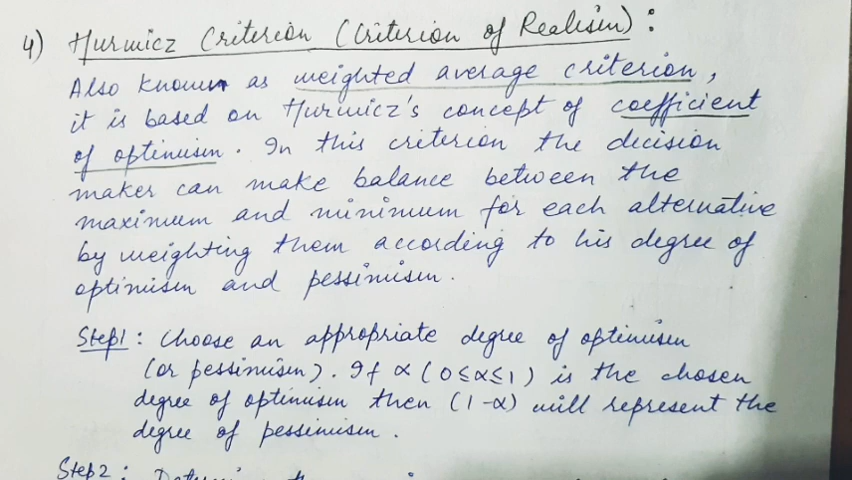 4) Hurwicz Criterion (Criterion of Realism) :
Also known as weighted average criterion,
it is based on Hurwicz's concept of coefficient
of optimism. In this criterion the decision
maker can make balance between the
maximum and minimum for each alternative
by weighting them according to his degree of
optimism and pessimism.
Step1 : Choose an appropriate degree of optimism
(or pessimism). If α (0≤α≤1) is the chosen
degree of optimism then (1-α) will represent the
degree of pessimism.
Step2 :